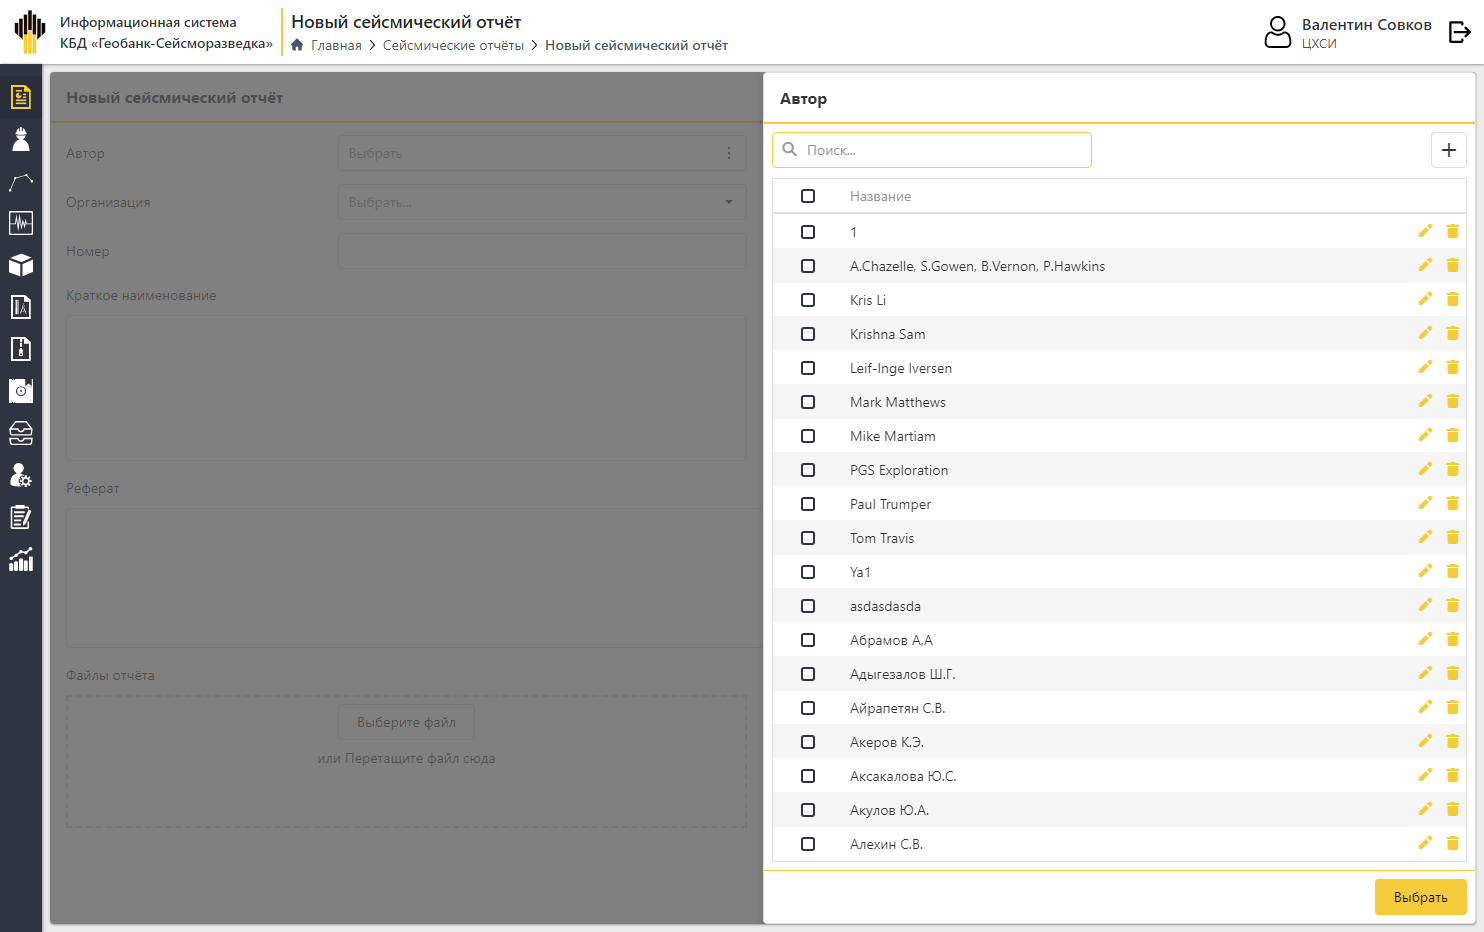 Информационная система
КБД «Геобанк-Сейсморазведка»
Новый сейсмический отчёт
Главная > Сейсмические отчёты > Новый сейсмический отчёт
Валентин Совков
ЦХСИ
Новый сейсмический отчёт
Автор
Выбрать
Организация
Выбрать...
Номер
Краткое наименование
Реферат
Файлы отчёта
Выберите файл
или Перетащите файл сюда
Автор
Поиск...
Название
1
A.Chazelle, S.Gowen, B.Vernon, P.Hawkins
Kris Li
Krishna Sam
Leif-Inge Iversen
Mark Matthews
Mike Martiam
PGS Exploration
Paul Trumper
Tom Travis
Ya1
asdasdasda
Абрамов А,А
Адыгезалов Ш.Г.
Айрапетян С.В.
Акеров К.Э.
Аксакалова Ю.С.
Акулов Ю.А.
Алехин С.В.
Выбрать